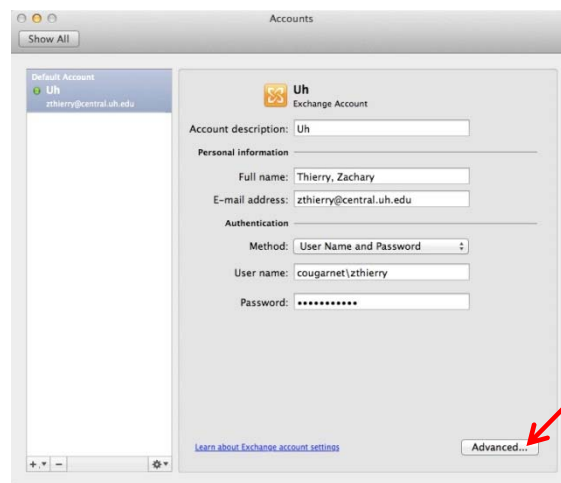 Accounts
Show All
Default Account
Uh
zthierry@central.uh.edu
Uh
Exchange Account
Account description: Uh
Personal information
Full name: Thierry, Zachary
E-mail address: zthierry@central.uh.edu
Authentication
Method: User Name and Password
User name: cougarnet\zthierry
Password: •••••••••••
Learn about Exchange account settings
Advanced...